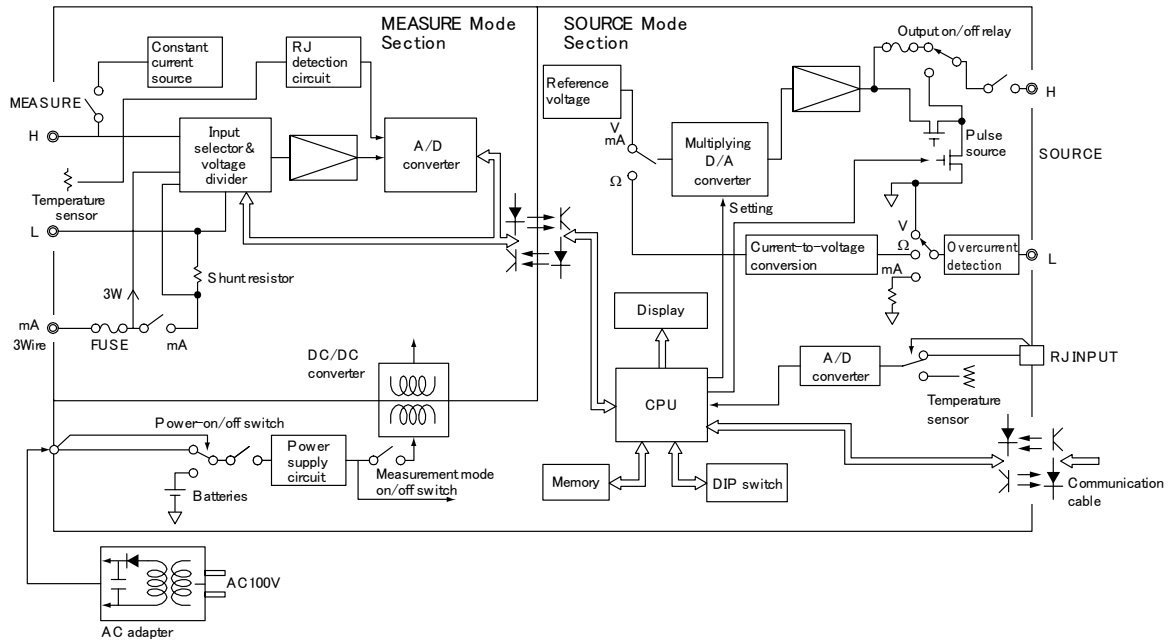 MEASURE Mode
Section
SOURCE Mode
Section
Constant
current
source
RJ
detection
circuit
MEASURE
H
Input
selector &
voltage
divider
A/D
converter
Temperature
sensor
L
Shunt resistor
3W
mA
3Wire
FUSE
mA
DC/DC
converter
Reference
voltage
V
mA
Ω
Multiplying
D/A
converter
Setting
Output on/off relay
H
Pulse
source
SOURCE
Current-to-voltage
conversion
V
Ω
mA
Overcurrent
detection
L
Display
CPU
A/D
converter
RJ INPUT
Temperature
sensor
Memory
DIP switch
Communication
cable
Power-on/off switch
Power
supply
circuit
Measurement mode
on/off switch
Batteries
AC 100V
AC adapter